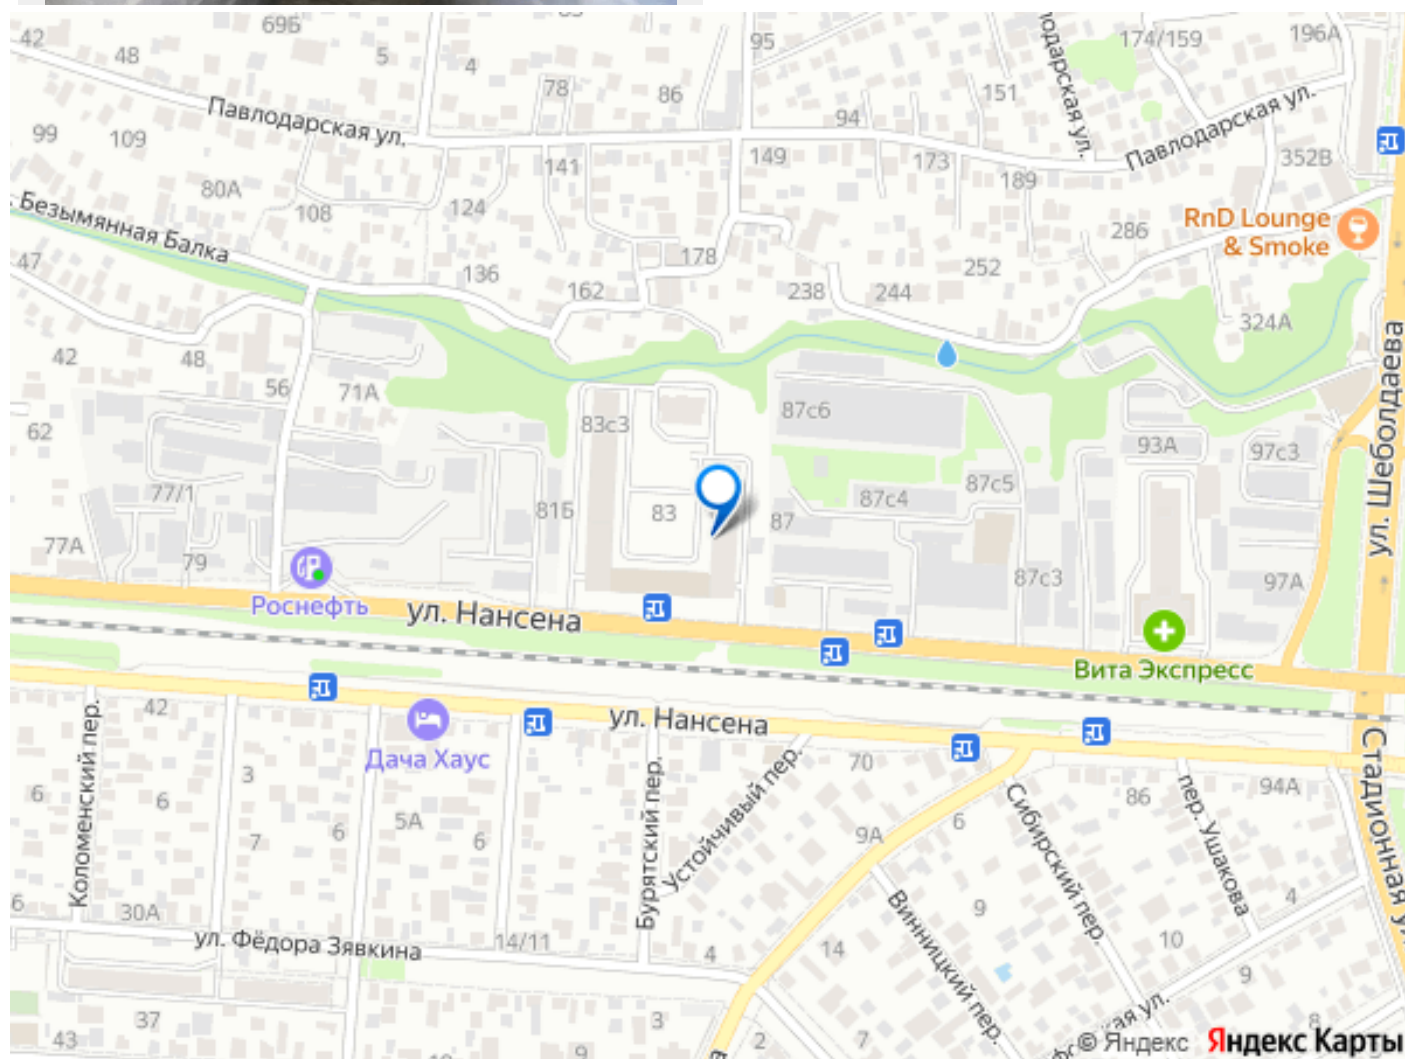 69Б
42
48
5
4
78
86
95
174/159
196А
Павлодарская ул.
94
151
Павлодарская ул.
99
109
141
149
173
189
352В
80А
108
124
Безымянная Балка
RnD Lounge
& Smoke
286
47
136
178
252
162
238
244
324А
ул. Шеболдаева
42
48
56
71А
62
83с3
87с6
93А
97с3
77/1
81Б
83
87с4
87с5
87
77А
79
87с3
97А
Роснефть
ул. Нансена
Вита Экспресс
Коломенский пер.
42
Дача Хаус
ул. Нансена
Бурятский пер.
Устойчивый пер.
70
Сибирский пер.
86
пер. Ушакова
94А
Стадионная
6
6
3
7
6
5А
6
9А
6
30А
ул. Фёдора Зявкина
14/11
4
14
Винницкий пер.
9
10
4
9
6
43
37
9
3
2
7
© Яндекс
Яндекс Карты